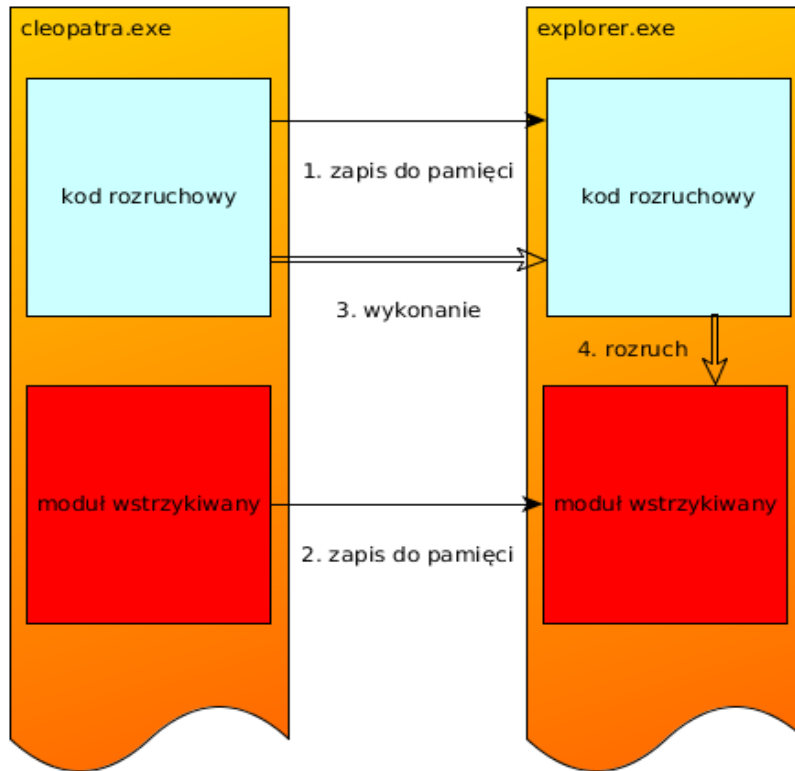 cleopatra.exe
explorer.exe
kod rozruchowy
1. zapis do pamięci
kod rozruchowy
3. wykonanie
4. rozruch
moduł wstrzykiwany
moduł wstrzykiwany
2. zapis do pamięci